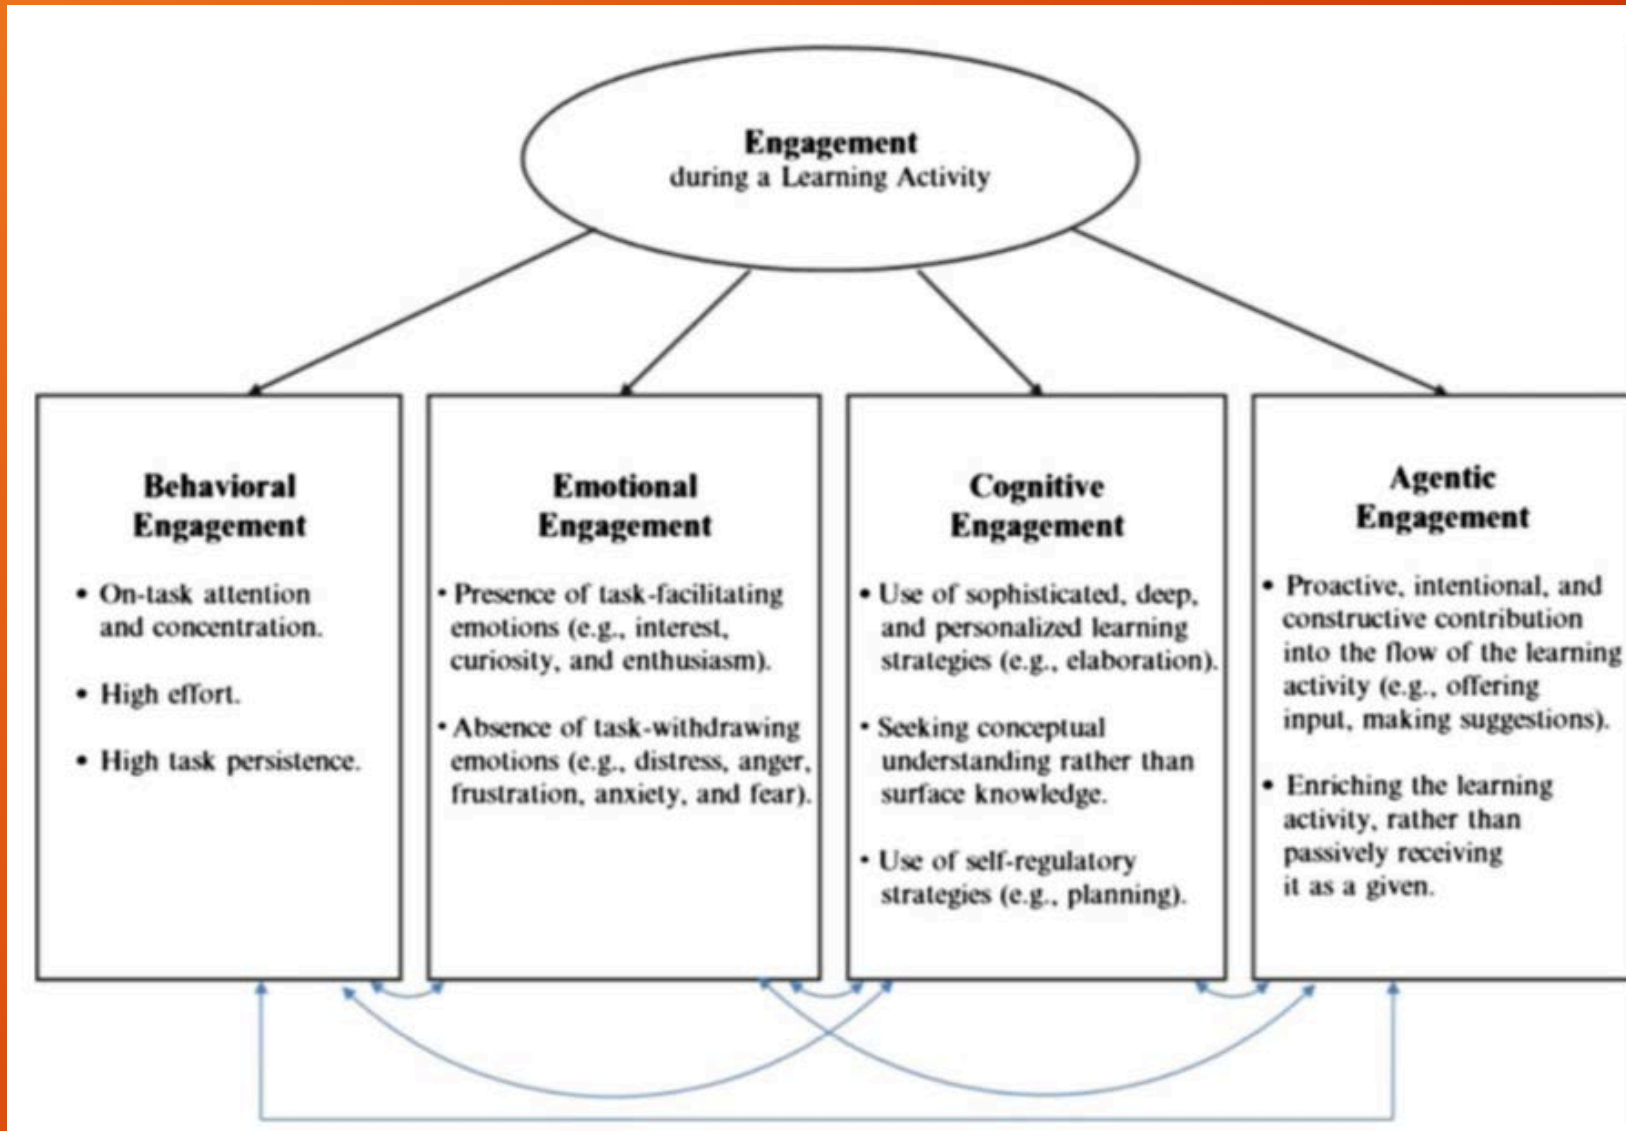 Engagement
during a Learning Activity
Behavioral
Engagement
• On-task attention
and concentration.
• High effort.
• High task persistence.
Emotional
Engagement
• Presence of task-facilitating
emotions (e.g., interest,
curiosity, and enthusiasm).
• Absence of task-withdrawing
emotions (e.g., distress, anger,
frustration, anxiety, and fear).
Cognitive
Engagement
• Use of sophisticated, deep,
and personalized learning
strategies (e.g., elaboration).
• Seeking conceptual
understanding rather than
surface knowledge.
• Use of self-regulatory
strategies (e.g., planning).
Agentic
Engagement
• Proactive, intentional, and
constructive contribution
into the flow of the learning
activity (e.g., offering
input, making suggestions).
• Enriching the learning
activity, rather than
passively receiving
it as a given.